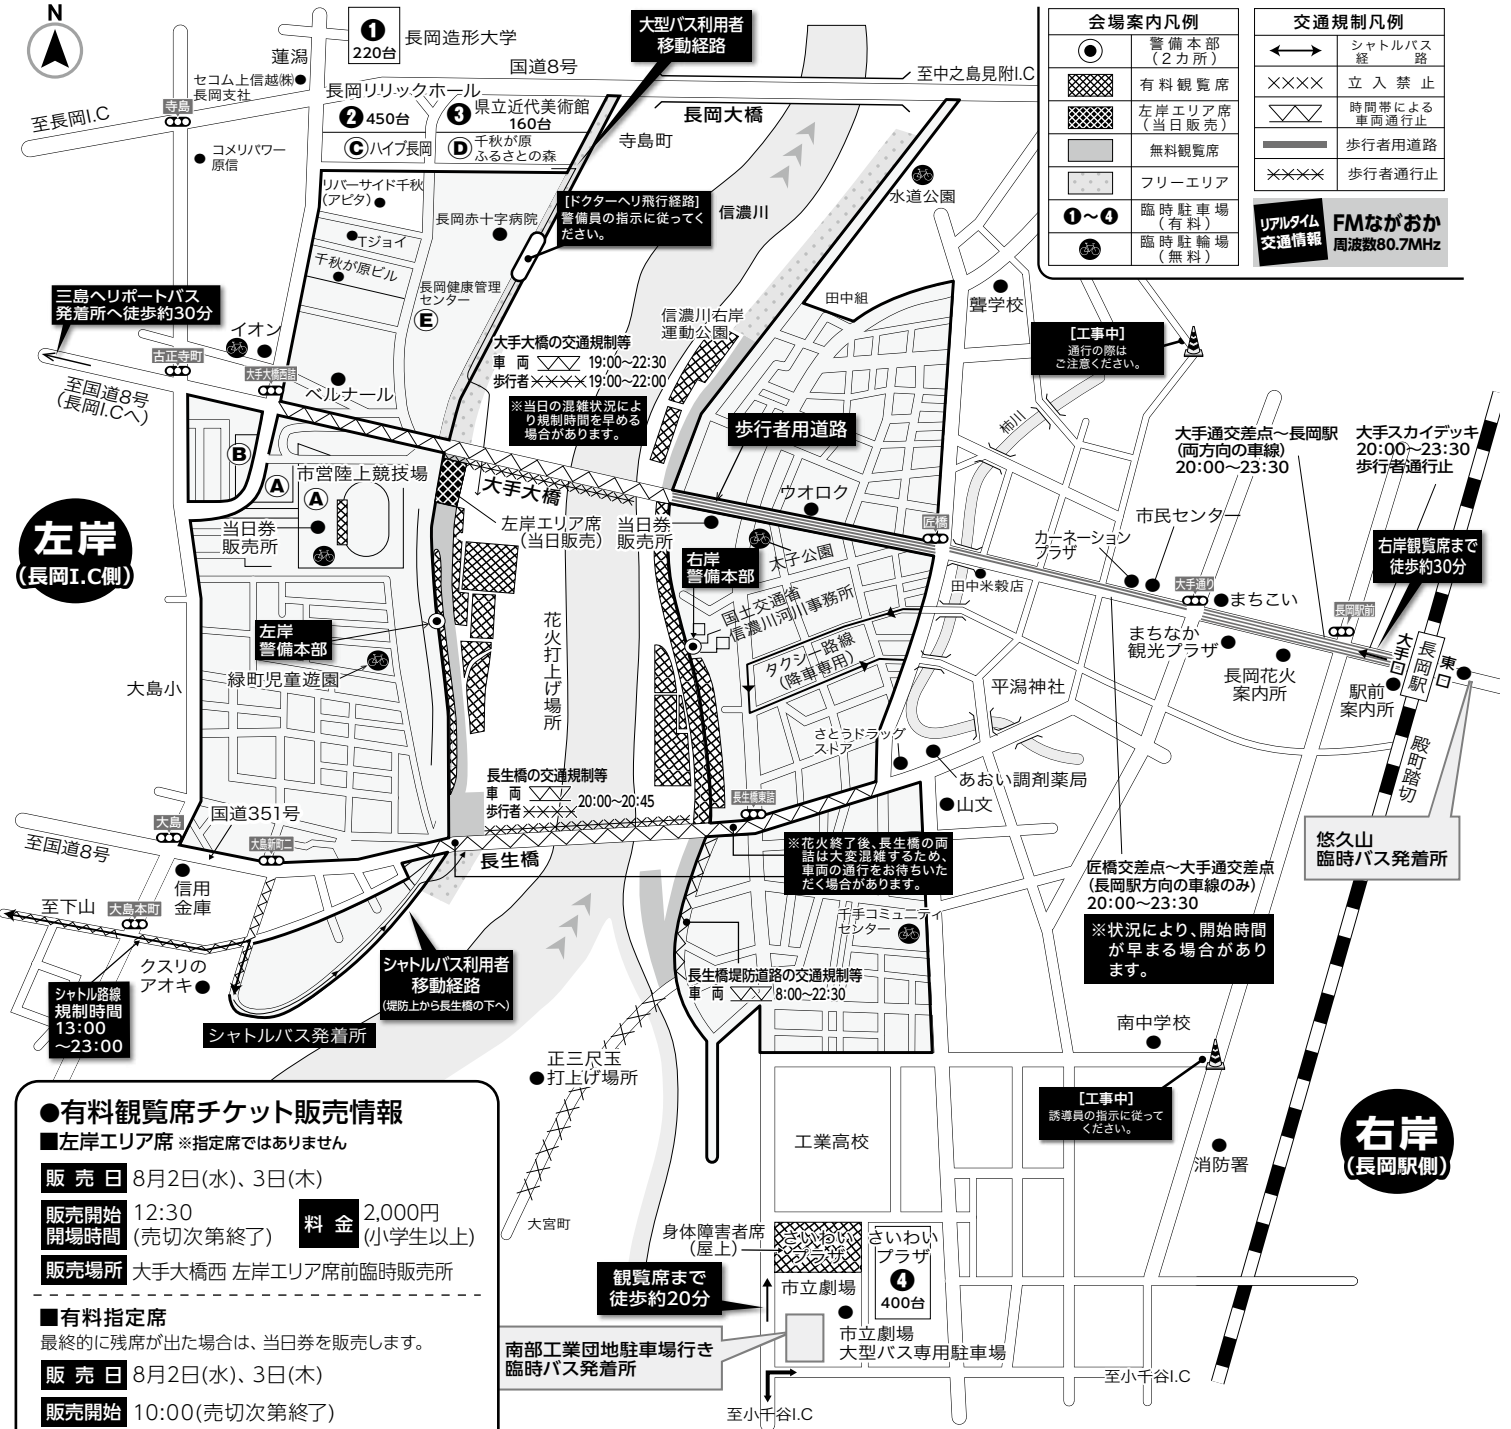 N
❶
220台
長岡造形大学
蓮潟
セコム上信越㈱
長岡支社
寺島
至長岡I.C
コメリパワー
原信
国道8号
長岡リリックホール
❷ 450台
❸ 県立近代美術館
160台
Ⓒハイブ長岡
Ⓓ 千秋が原
ふるさとの森
大型バス利用者
移動経路
至中之島見附I.C
長岡大橋
寺島町
信濃川
水道公園
会場案内凡例
警備本部
(2カ所)
有料観覧席
左岸エリア席
(当日販売)
無料観覧席
フリーエリア
❶～❹
臨時駐車場
(有料)
臨時駐輪場
(無料)
交通規制凡例
シャトルバス
経路
立入禁止
時間帯による
車両通行止
歩行者用道路
歩行者通行止
リアルタイム
交通情報
FMながおか
周波数80.7MHz
リバーサイド千秋
(アピタ)
Tジョイ
千秋が原ビル
長岡赤十字病院
長岡健康管理
センター
Ⓔ
[ドクターヘリ飛行経路]
警備員の指示に従ってく
ださい。
三島ヘリポートバス
発着所へ徒歩約30分
イオン
古正寺町
大手大橋西詰
至国道8号
(長岡I.Cへ)
ベルナール
大手大橋の交通規制等
車両 19:00～22:30
歩行者 19:00～22:00
※当日の混雑状況によ
り規制時間を早める
場合があります。
信濃川右岸
運動公園
田中組
聾学校
[工事中]
通行の際は
ご注意ください。
柿川
歩行者用道路
大手大橋
ウオロク
匠橋
大手通交差点～長岡駅
(両方向の車線)
20:00～23:30
大手スカイデッキ
20:00～23:30
歩行者通行止
市民センター
カーネーション
プラザ
右岸観覧席まで
徒歩約30分
左岸
(長岡I.C側)
Ⓑ
Ⓐ
市営陸上競技場
Ⓐ
当日券
販売所
左岸エリア席
(当日販売)
当日券
販売所
右岸
警備本部
太子公園
国土交通省
信濃川河川事務所
タクシー路線
(降車専用)
田中米穀店
大手通り
まちこい
まちなか
観光プラザ
長岡花火
案内所
長岡駅前
大手口
長岡駅
東口
駅前
案内所
左岸
警備本部
緑町児童遊園
大島小
花火打上げ場所
平潟神社
さとうドラッグ
ストア
あおい調剤薬局
山文
殿町踏切
長生橋の交通規制等
車両
歩行者 20:00～20:45
長生橋東詰
長生橋
※花火終了後、長生橋の両
詰は大変混雑するため、
車両の通行をお待ちいた
だく場合があります。
悠久山
臨時バス発着所
匠橋交差点～大手通交差点
(長岡駅方向の車線のみ)
20:00～23:30
※状況により、開始時間
が早まる場合があり
ます。
国道351号
大島
大島新町二
至国道8号
信用
金庫
至下山
大島本町
クスリの
アオキ
シャトル路線
規制時間
13:00
～23:00
シャトルバス発着所
シャトルバス利用者
移動経路
(堤防上から長生橋の下へ)
千手コミュニティ
センター
長生橋堤防道路の交通規制等
車両 8:00～22:30
正三尺玉
打上げ場所
南中学校
[工事中]
誘導員の指示に従って
ください。
右岸
(長岡駅側)
消防署
工業高校
大宮町
身体障害者席
(屋上)
さいわい
プラザ
さいわい
プラザ
❹
400台
市立劇場
観覧席まで
徒歩約20分
市立劇場
大型バス専用駐車場
南部工業団地駐車場行き
臨時バス発着所
至小千谷I.C
至小千谷I.C
●有料観覧席チケット販売情報
■左岸エリア席 ※指定席ではありません
販売日 8月2日(水)、3日(木)
販売開始
開場時間
12:30
(売切次第終了)
料金
2,000円
(小学生以上)
販売場所 大手大橋西 左岸エリア席前臨時販売所
■有料指定席
最終的に残席が出た場合は、当日券を販売します。
販売日 8月2日(水)、3日(木)
販売開始 10:00(売切次第終了)